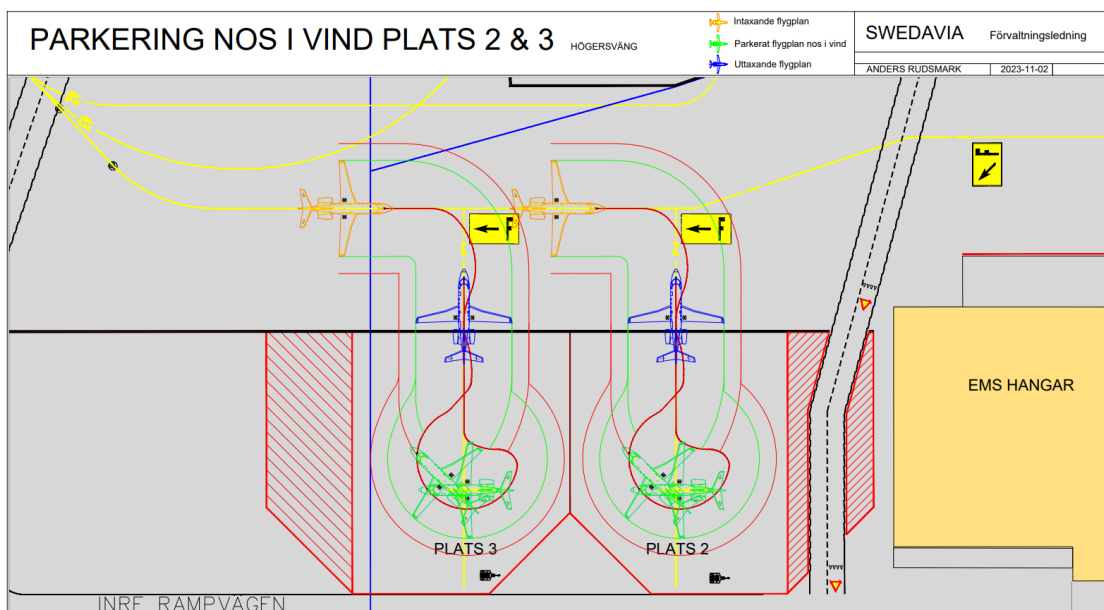 PARKERING NOS I VIND PLATS 2 & 3 HÖGERSVÄNG
Intaxande flygplan
Parkerat flygplan nos i vind
Uttaxande flygplan
SWEDAVIA Förvaltningsledning
ANDERS RUDSMARK 2023-11-02
F
F
F
EMS HANGAR
PLATS 3
PLATS 2
INRE RAMPVÄGEN